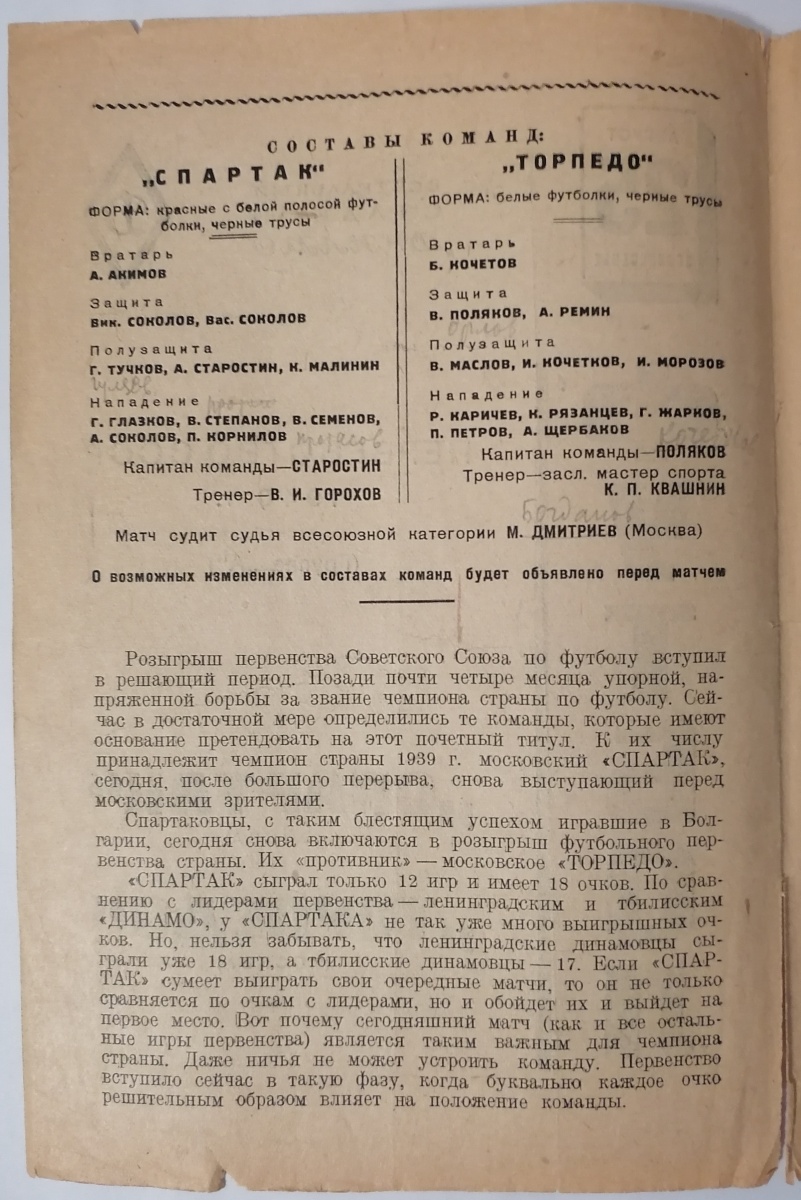 СОСТАВЫ КОМАНД:
„СПАРТАК“
ФОРМА: красные с белой полосой фут-
болки, черные трусы
Вратарь
А. АКИМОВ
Защита
Вик. СОКОЛОВ, Вас. СОКОЛОВ
Полузащита
Г. ТУЧКОВ, А. СТАРОСТИН, К. МАЛИНИН
Нападение
Г. ГЛАЗКОВ, В. СТЕПАНОВ, В. СЕМЕНОВ,
А. СОКОЛОВ, П. КОРНИЛОВ
Капитан команды—СТАРОСТИН
Тренер—В. И. ГОРОХОВ
„ТОРПЕДО“
ФОРМА: белые футболки, черные трусы
Вратарь
Б. КОЧЕТОВ
Защита
В. ПОЛЯКОВ, А. РЕМИН
Орлов
Полузащита
В. МАСЛОВ, И. КОЧЕТКОВ, И. МОРОЗОВ
Нападение
Р. КАРИЧЕВ, К. РЯЗАНЦЕВ, Г. ЖАРКОВ,
П. ПЕТРОВ, А. ЩЕРБАКОВ
Капитан команды—ПОЛЯКОВ
Тренер—засл. мастер спорта
К. П. КВАШНИН
Богданов
Матч судит судья всесоюзной категории М. ДМИТРИЕВ (Москва)
О возможных изменениях в составах команд будет объявлено перед матчем
Розыгрыш первенства Советского Союза по футболу вступил
в решающий период. Позади почти четыре месяца упорной, на-
пряженной борьбы за звание чемпиона страны по футболу. Сей-
час в достаточной мере определились те команды, которые имеют
основание претендовать на этот почетный титул. К их числу
принадлежит чемпион страны 1939 г. московский «СПАРТАК»,
сегодня, после большого перерыва, снова выступающий перед
московскими зрителями.
Спартаковцы, с таким блестящим успехом игравшие в Бол-
гарии, сегодня снова включаются в розыгрыш футбольного пер-
венства страны. Их «противник» — московское «ТОРПЕДО».
«СПАРТАК» сыграл только 12 игр и имеет 18 очков. По срав-
нению с лидерами первенства — ленинградским и тбилисским
«ДИНАМО», у «СПАРТАКА» не так уже много выигрышных оч-
ков. Но, нельзя забывать, что ленинградские динамовцы сы-
грали уже 18 игр, а тбилисские динамовцы — 17. Если «СПАР-
ТАК» сумеет выиграть свои очередные матчи, то он не только
сравняется по очкам с лидерами, но и обойдет их и выйдет на
первое место. Вот почему сегодняшний матч (как и все осталь-
ные игры первенства) является таким важным для чемпиона
страны. Даже ничья не может устроить команду. Первенство
вступило сейчас в такую фазу, когда буквально каждое очко
решительным образом влияет на положение команды.